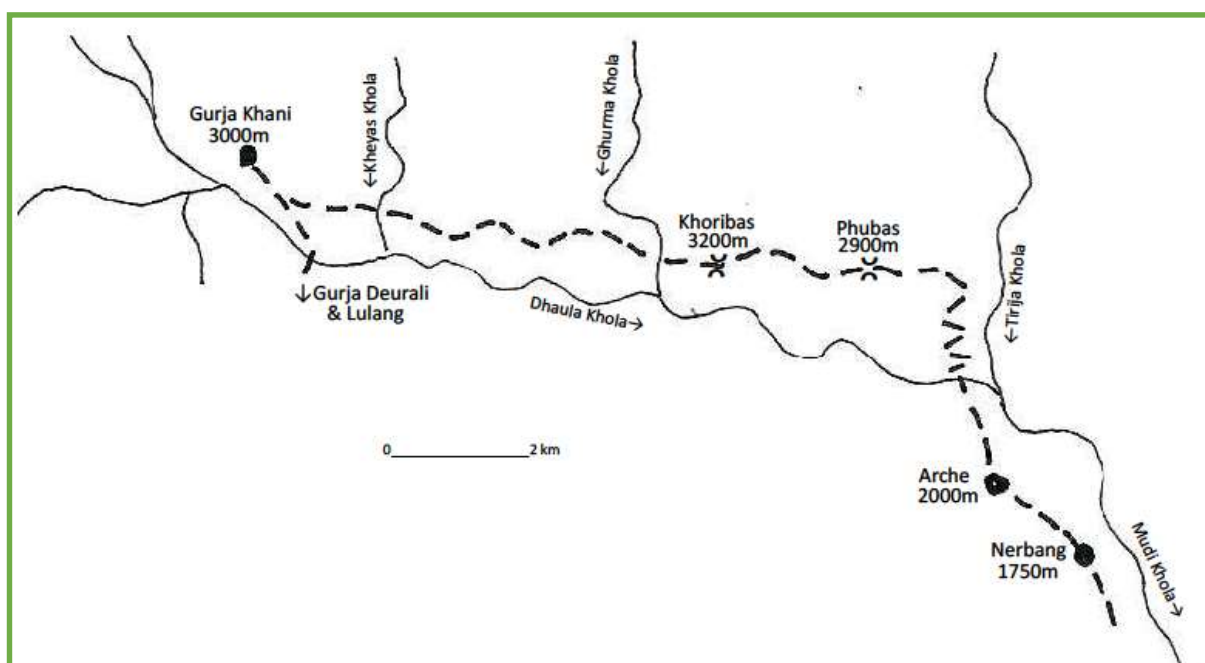 Gurja Khani
3000m
←Kheyas Khola
←Ghurma Khola
Khoribas
3200m
Phubas
2900m
←Tirija Khola
↓Gurja Deurali
& Lulang
Dhaula Khola→
0 2 km
Arche
2000m
Nerbang
1750m
Mudi Khola→